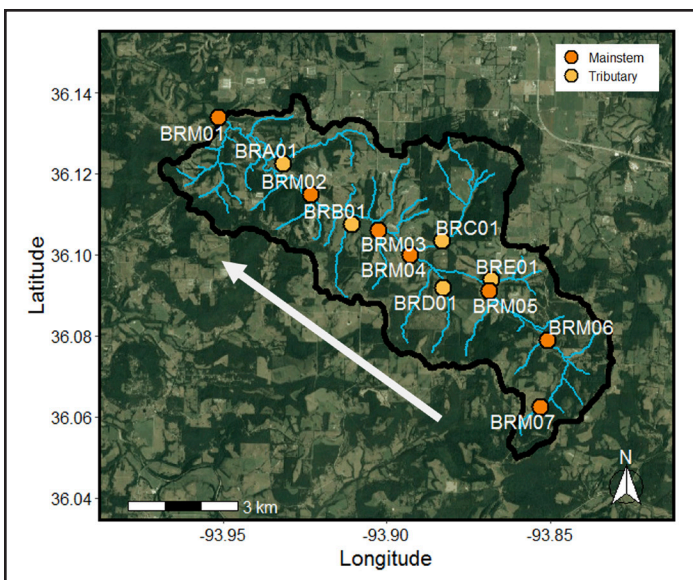 Mainstem
Tributary
36.14
36.12
36.10
36.08
36.06
36.04
Latitude
BRM01
BRA01
BRM02
BRB01
BRM03
BRC01
BRM04
BRD01
BRE01
BRM05
BRM06
BRM07
N
3 km
-93.95
-93.90
-93.85
Longitude